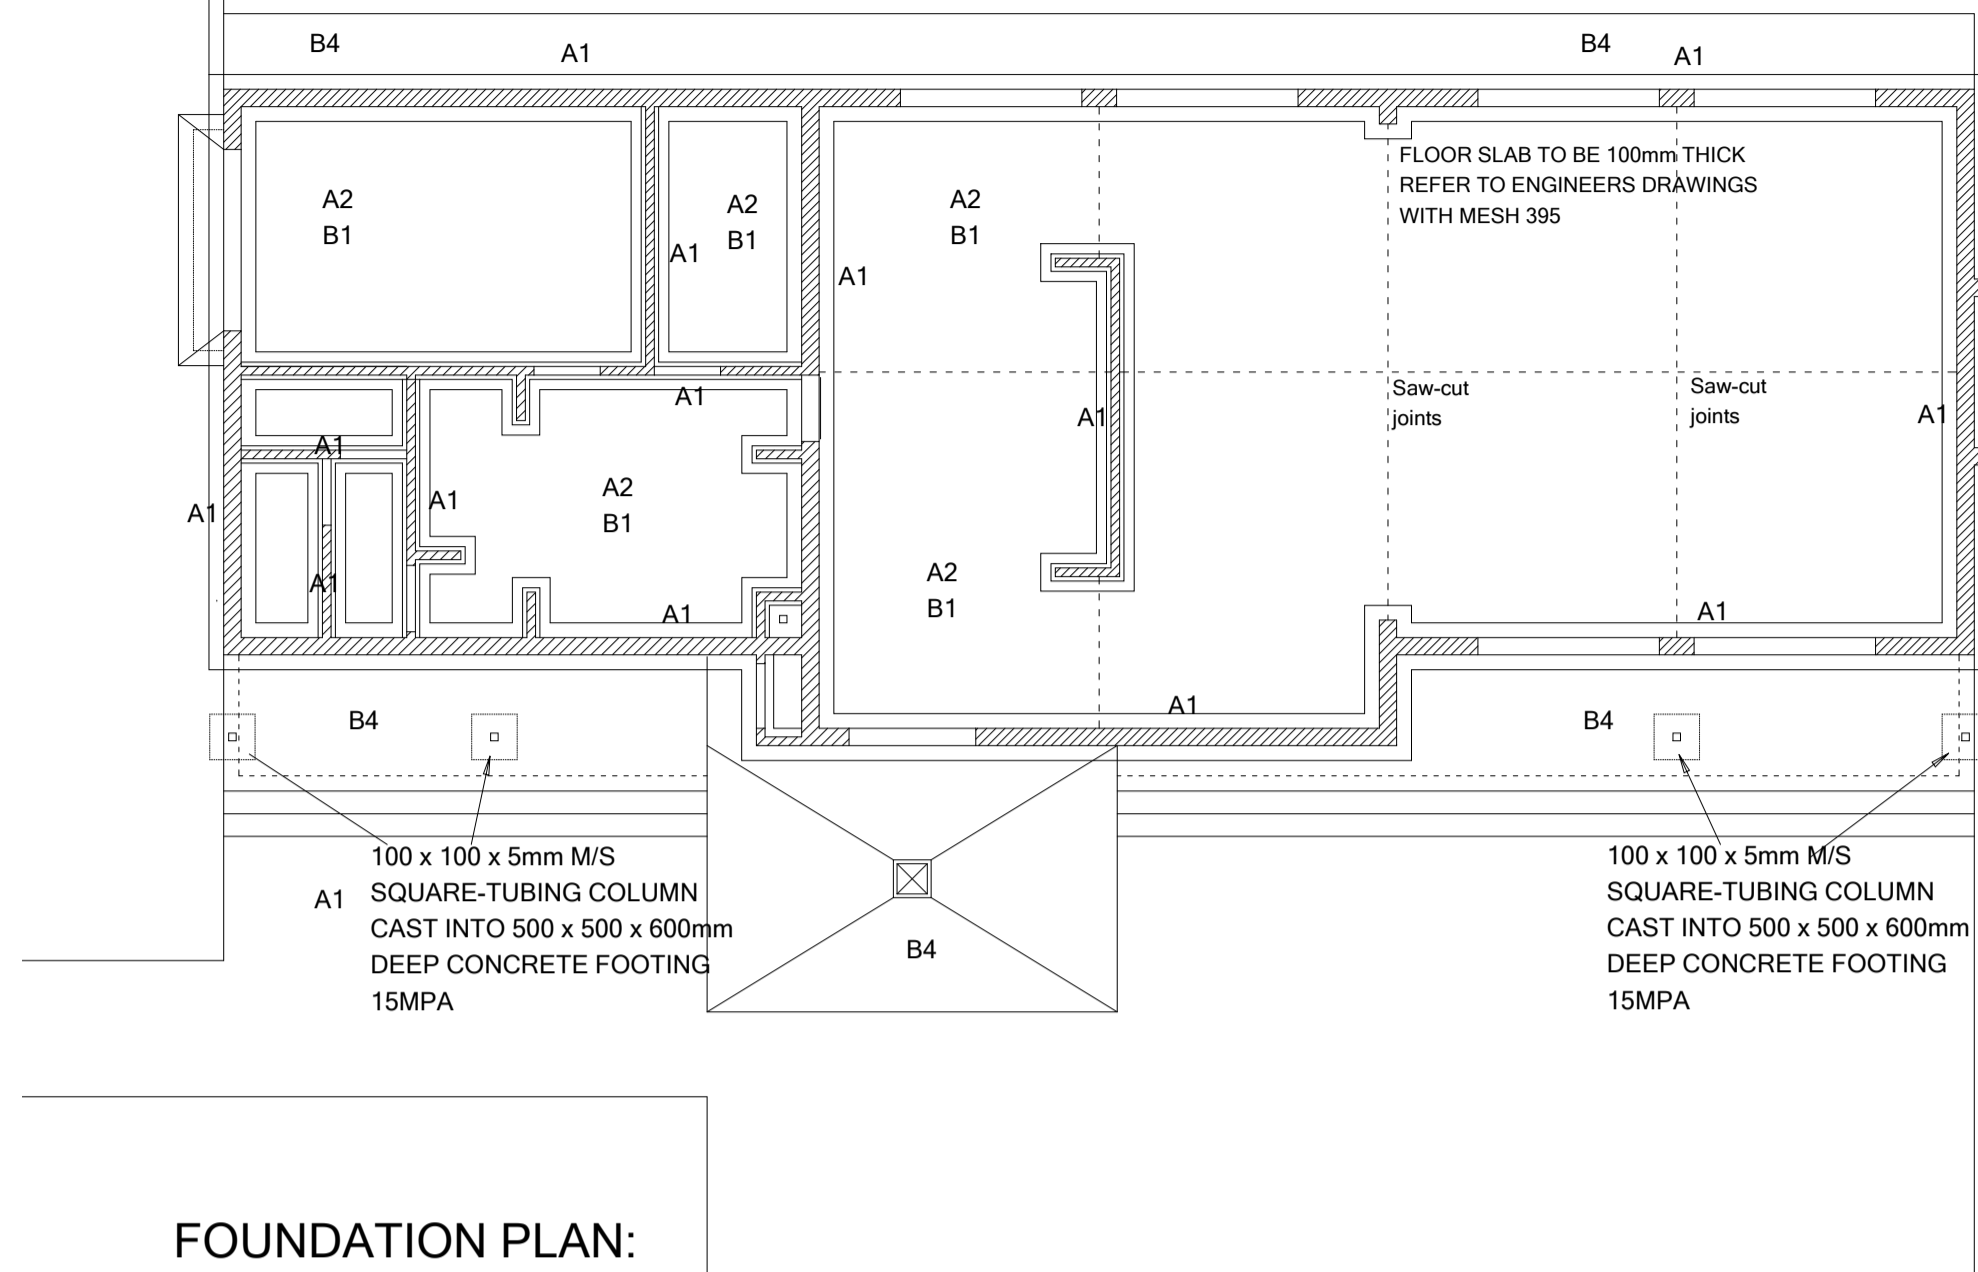 B4
A1
B4
A1
FLOOR SLAB TO BE 100mm THICK
REFER TO ENGINEERS DRAWINGS
WITH MESH 395
A2
B1
A2
B1
A2
B1
A1
A1
A1
Saw-cut
joints
Saw-cut
joints
A1
A1
A1
A1
A1
A2
B1
A1
A1
A2
B1
A1
A1
A1
B4
B4
100 x 100 x 5mm M/S
SQUARE-TUBING COLUMN
CAST INTO 500 x 500 x 600mm
DEEP CONCRETE FOOTING
15MPA
A1
B4
100 x 100 x 5mm M/S
SQUARE-TUBING COLUMN
CAST INTO 500 x 500 x 600mm
DEEP CONCRETE FOOTING
15MPA
FOUNDATION PLAN: